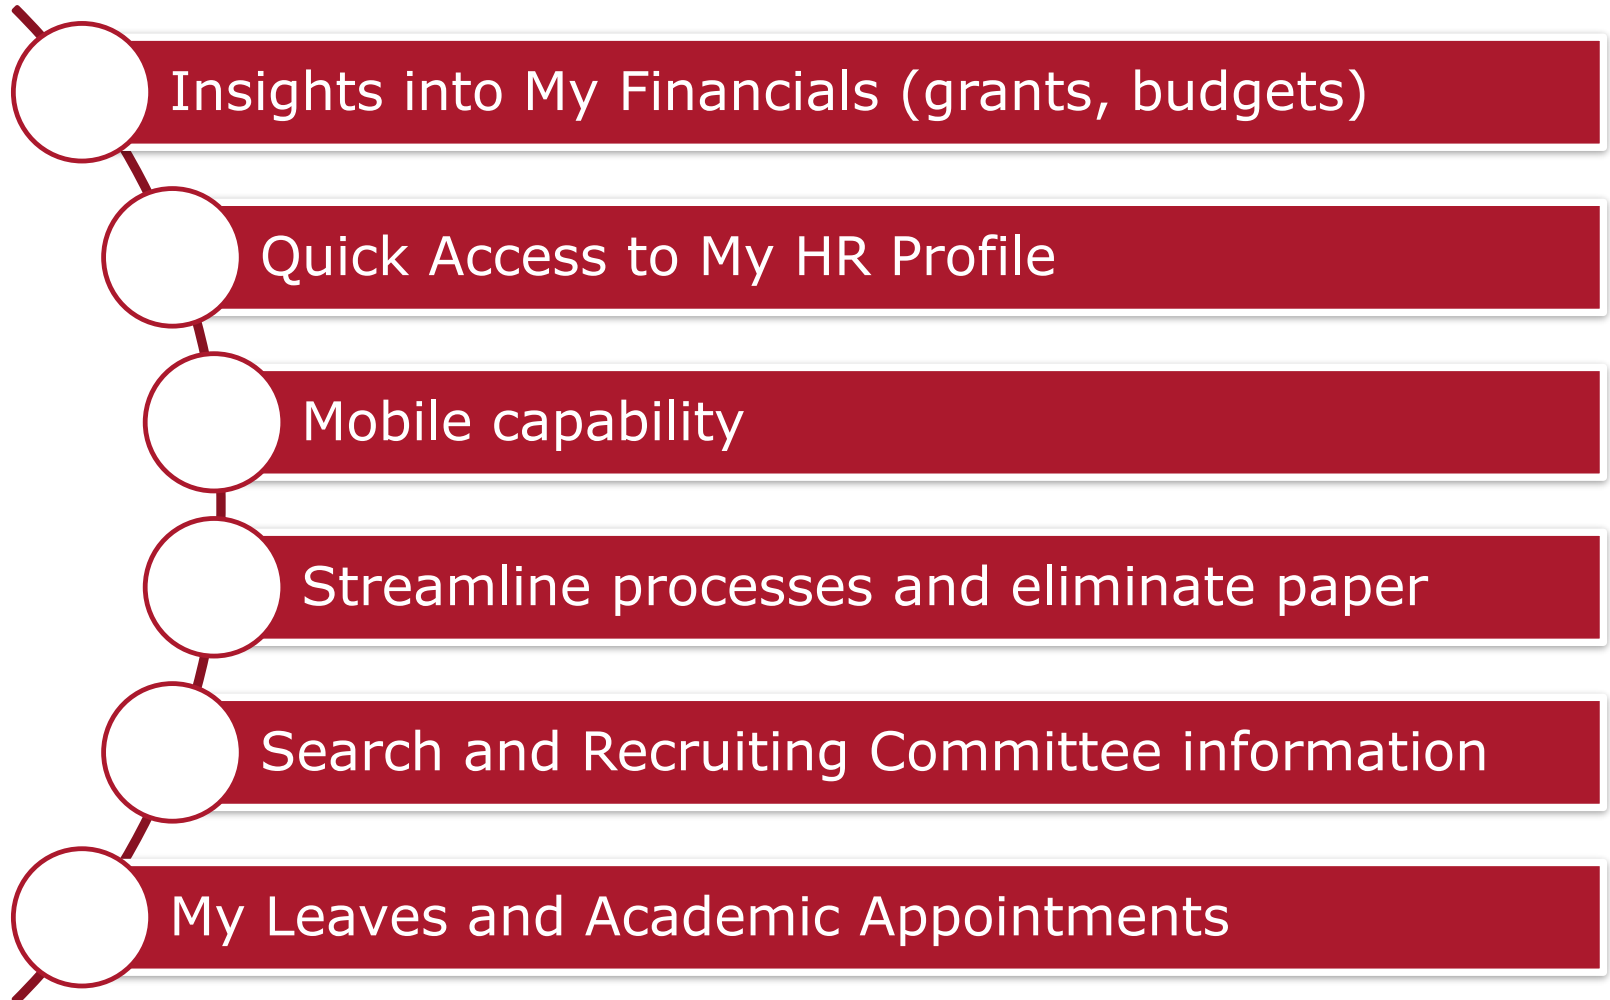 Insights into My Financials (grants, budgets)
Quick Access to My HR Profile
Mobile capability
Streamline processes and eliminate paper
Search and Recruiting Committee information
My Leaves and Academic Appointments